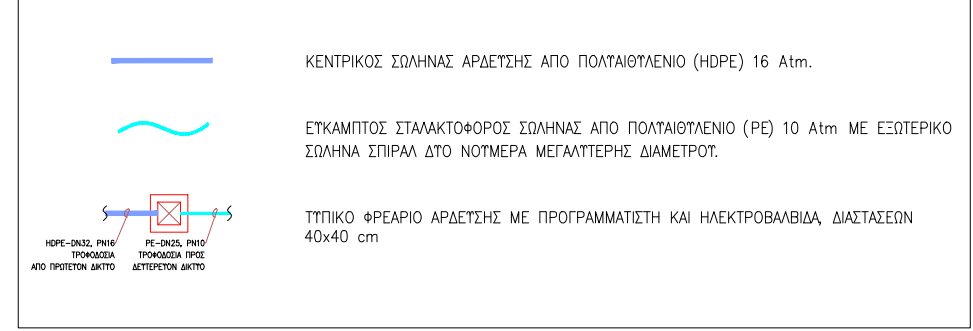 ΚΕΝΤΡΙΚΟΣ ΣΩΛΗΝΑΣ ΑΡΔΕΥΣΗΣ ΑΠΟ ΠΟΛΥΑΙΘΥΛΕΝΙΟ (HDPE) 16 Atm.
ΕΥΚΑΜΠΤΟΣ ΣΤΑΛΑΚΤΟΦΟΡΟΣ ΣΩΛΗΝΑΣ ΑΠΟ ΠΟΛΥΑΙΘΥΛΕΝΙΟ (PE) 10 Atm ΜΕ ΕΞΩΤΕΡΙΚΟ
ΣΩΛΗΝΑ ΣΠΙΡΑΛ ΔΥΟ ΝΟΥΜΕΡΑ ΜΕΓΑΛΥΤΕΡΗΣ ΔΙΑΜΕΤΡΟΥ.
ΤΥΠΙΚΟ ΦΡΕΑΡΙΟ ΑΡΔΕΥΣΗΣ ΜΕ ΠΡΟΓΡΑΜΜΑΤΙΣΤΗ ΚΑΙ ΗΛΕΚΤΡΟΒΑΛΒΙΔΑ, ΔΙΑΣΤΑΣΕΩΝ
40x40 cm
HDPE-DN32, PN16
ΤΡΟΦΟΔΟΣΙΑ
ΑΠΟ ΠΡΩΤΕΥΟΝ ΔΙΚΤΥΟ
PE-DN25, PN10
ΤΡΟΦΟΔΟΣΙΑ ΠΡΟΣ
ΔΕΥΤΕΡΕΥΟΝ ΔΙΚΤΥΟ